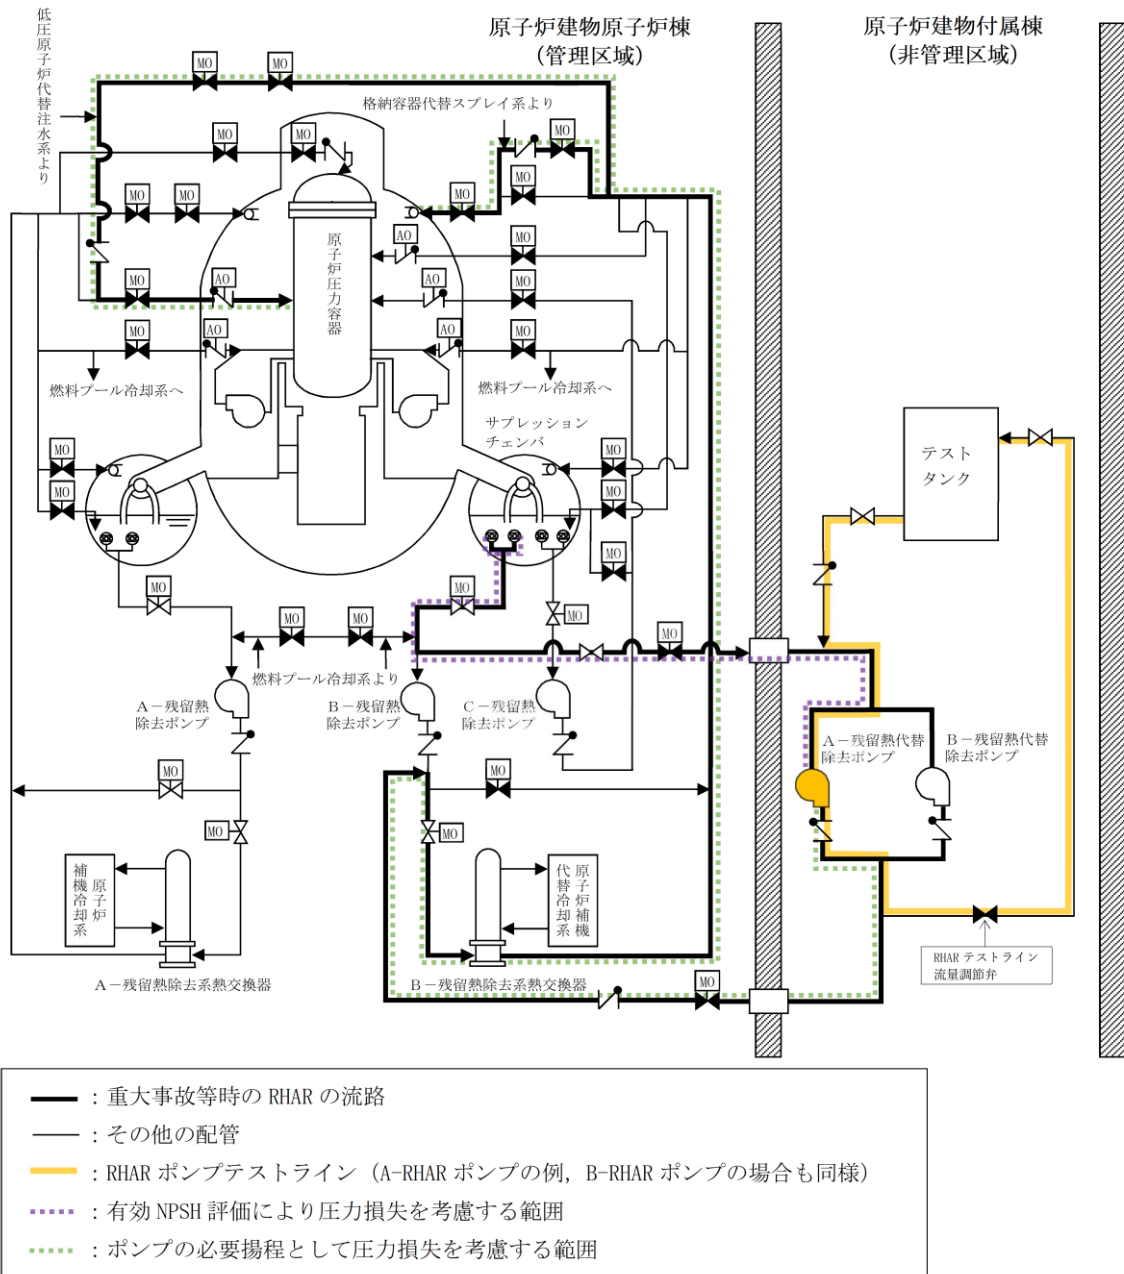 低圧原子炉代替注水系より
原子炉建物原子炉棟
(管理区域)
原子炉建物付属棟
(非管理区域)
MO
MO
格納容器代替スプレイ系より
MO
MO
MO
MO
MO
MO
MO
AO
MO
原子炉圧力容器
MO
AO
AO
MO
MO
AO
AO
MO
燃料プール冷却系へ
燃料プール冷却系へ
サプレッション
チェンバ
テスト
タンク
MO
MO
MO
MO
MO
MO
MO
MO
MO
MO
MO
燃料プール冷却系より
A－残留熱
除去ポンプ
B－残留熱
除去ポンプ
C－残留熱
除去ポンプ
A－残留熱代替
除去ポンプ
B－残留熱代替
除去ポンプ
MO
MO
MO
MO
原子炉
補機冷却系
原子炉補機
代替冷却系
RHAR テストライン
流量調節弁
A－残留熱除去系熱交換器
B－残留熱除去系熱交換器
MO
：重大事故等時の RHAR の流路
：その他の配管
：RHAR ポンプテストライン（A-RHAR ポンプの例，B-RHAR ポンプの場合も同様）
：有効 NPSH 評価により圧力損失を考慮する範囲
：ポンプの必要揚程として圧力損失を考慮する範囲